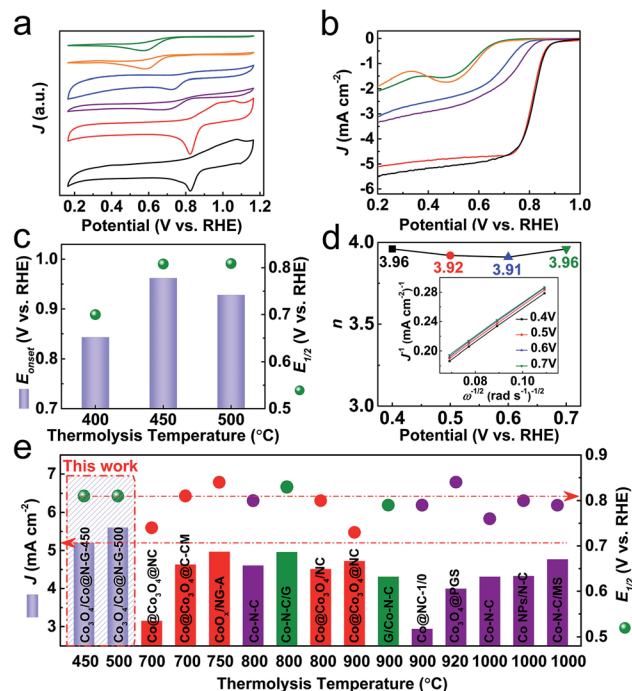 a
J (a.u.)
0.2 0.4 0.6 0.8 1.0 1.2
Potential (V vs. RHE)
b
J (mA cm⁻²)
0
-1
-2
-3
-4
-5
-6
0.2 0.4 0.6 0.8 1.0
Potential (V vs. RHE)
c
E_onset (V vs. RHE)
1.0
0.9
0.8
0.7
400 450 500
Thermolysis Temperature (°C)
0.9
0.8
0.7
0.6
0.5
E_1/2 (V vs. RHE)
d
n
4.0
3.5
3.0
3.96 3.92 3.91 3.96
J⁻¹ (mA cm⁻²)⁻¹
0.28
0.24
0.20
0.4V
0.5V
0.6V
0.7V
0.08 0.09 0.10
ω⁻¹/² (rad s⁻¹)⁻¹/²
0.4 0.5 0.6 0.7
Potential (V vs. RHE)
e
This work
J (mA cm⁻²)
7
6
5
4
3
Co₃O₄/Co@N-G-450
Co₃O₄/Co@N-G-500
Co@Co₃O₄@NC
Co@Co₃O₄@C-CM
CoOₓ/NG-A
Co-N-C
Co-N-C/G
Co@Co₃O₄/NC
Co@Co₃O₄@NC
G/Co-N-C
Co@NC-1/0
Co₃O₄@PGS
Co-N-C
Co NPs/N-C
Co-N-C/MS
450 500 700 700 750 800 800 800 900 900 900 920 1000 1000 1000
Thermolysis Temperature (°C)
0.9
0.8
0.7
0.6
0.5
E_1/2 (V vs. RHE)